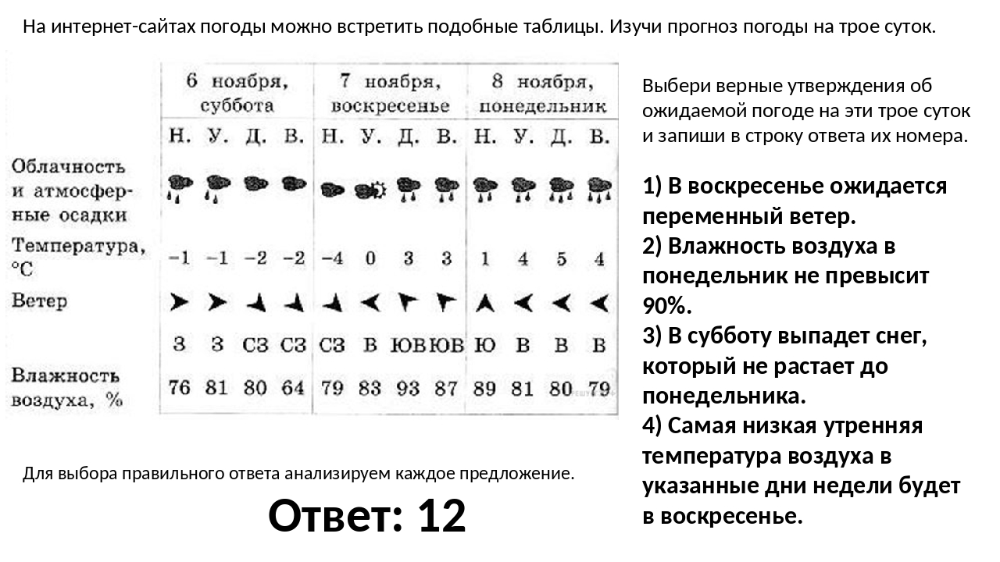 На интернет-сайтах погоды можно встретить подобные таблицы. Изучи прогноз погоды на трое суток.
6 ноября, 7 ноября, 8 ноября,
суббота воскресенье понедельник
Н. У. Д. В. Н. У. Д. В. Н. У. Д. В.
Облачность
и атмосфер-
ные осадки
Температура, °С
–1 –1 –2 –2 –4 0 3 3 1 4 5 4
Ветер
З З СЗ СЗ СЗ В ЮВ ЮВ Ю В В В
Влажность
воздуха, %
76 81 80 64 79 83 93 87 89 81 80 79
Выбери верные утверждения об
ожидаемой погоде на эти трое суток
и запиши в строку ответа их номера.
1) В воскресенье ожидается
переменный ветер.
2) Влажность воздуха в
понедельник не превысит
90%.
3) В субботу выпадет снег,
который не растает до
понедельника.
4) Самая низкая утренняя
температура воздуха в
указанные дни недели будет
в воскресенье.
Для выбора правильного ответа анализируем каждое предложение.
Ответ: 12